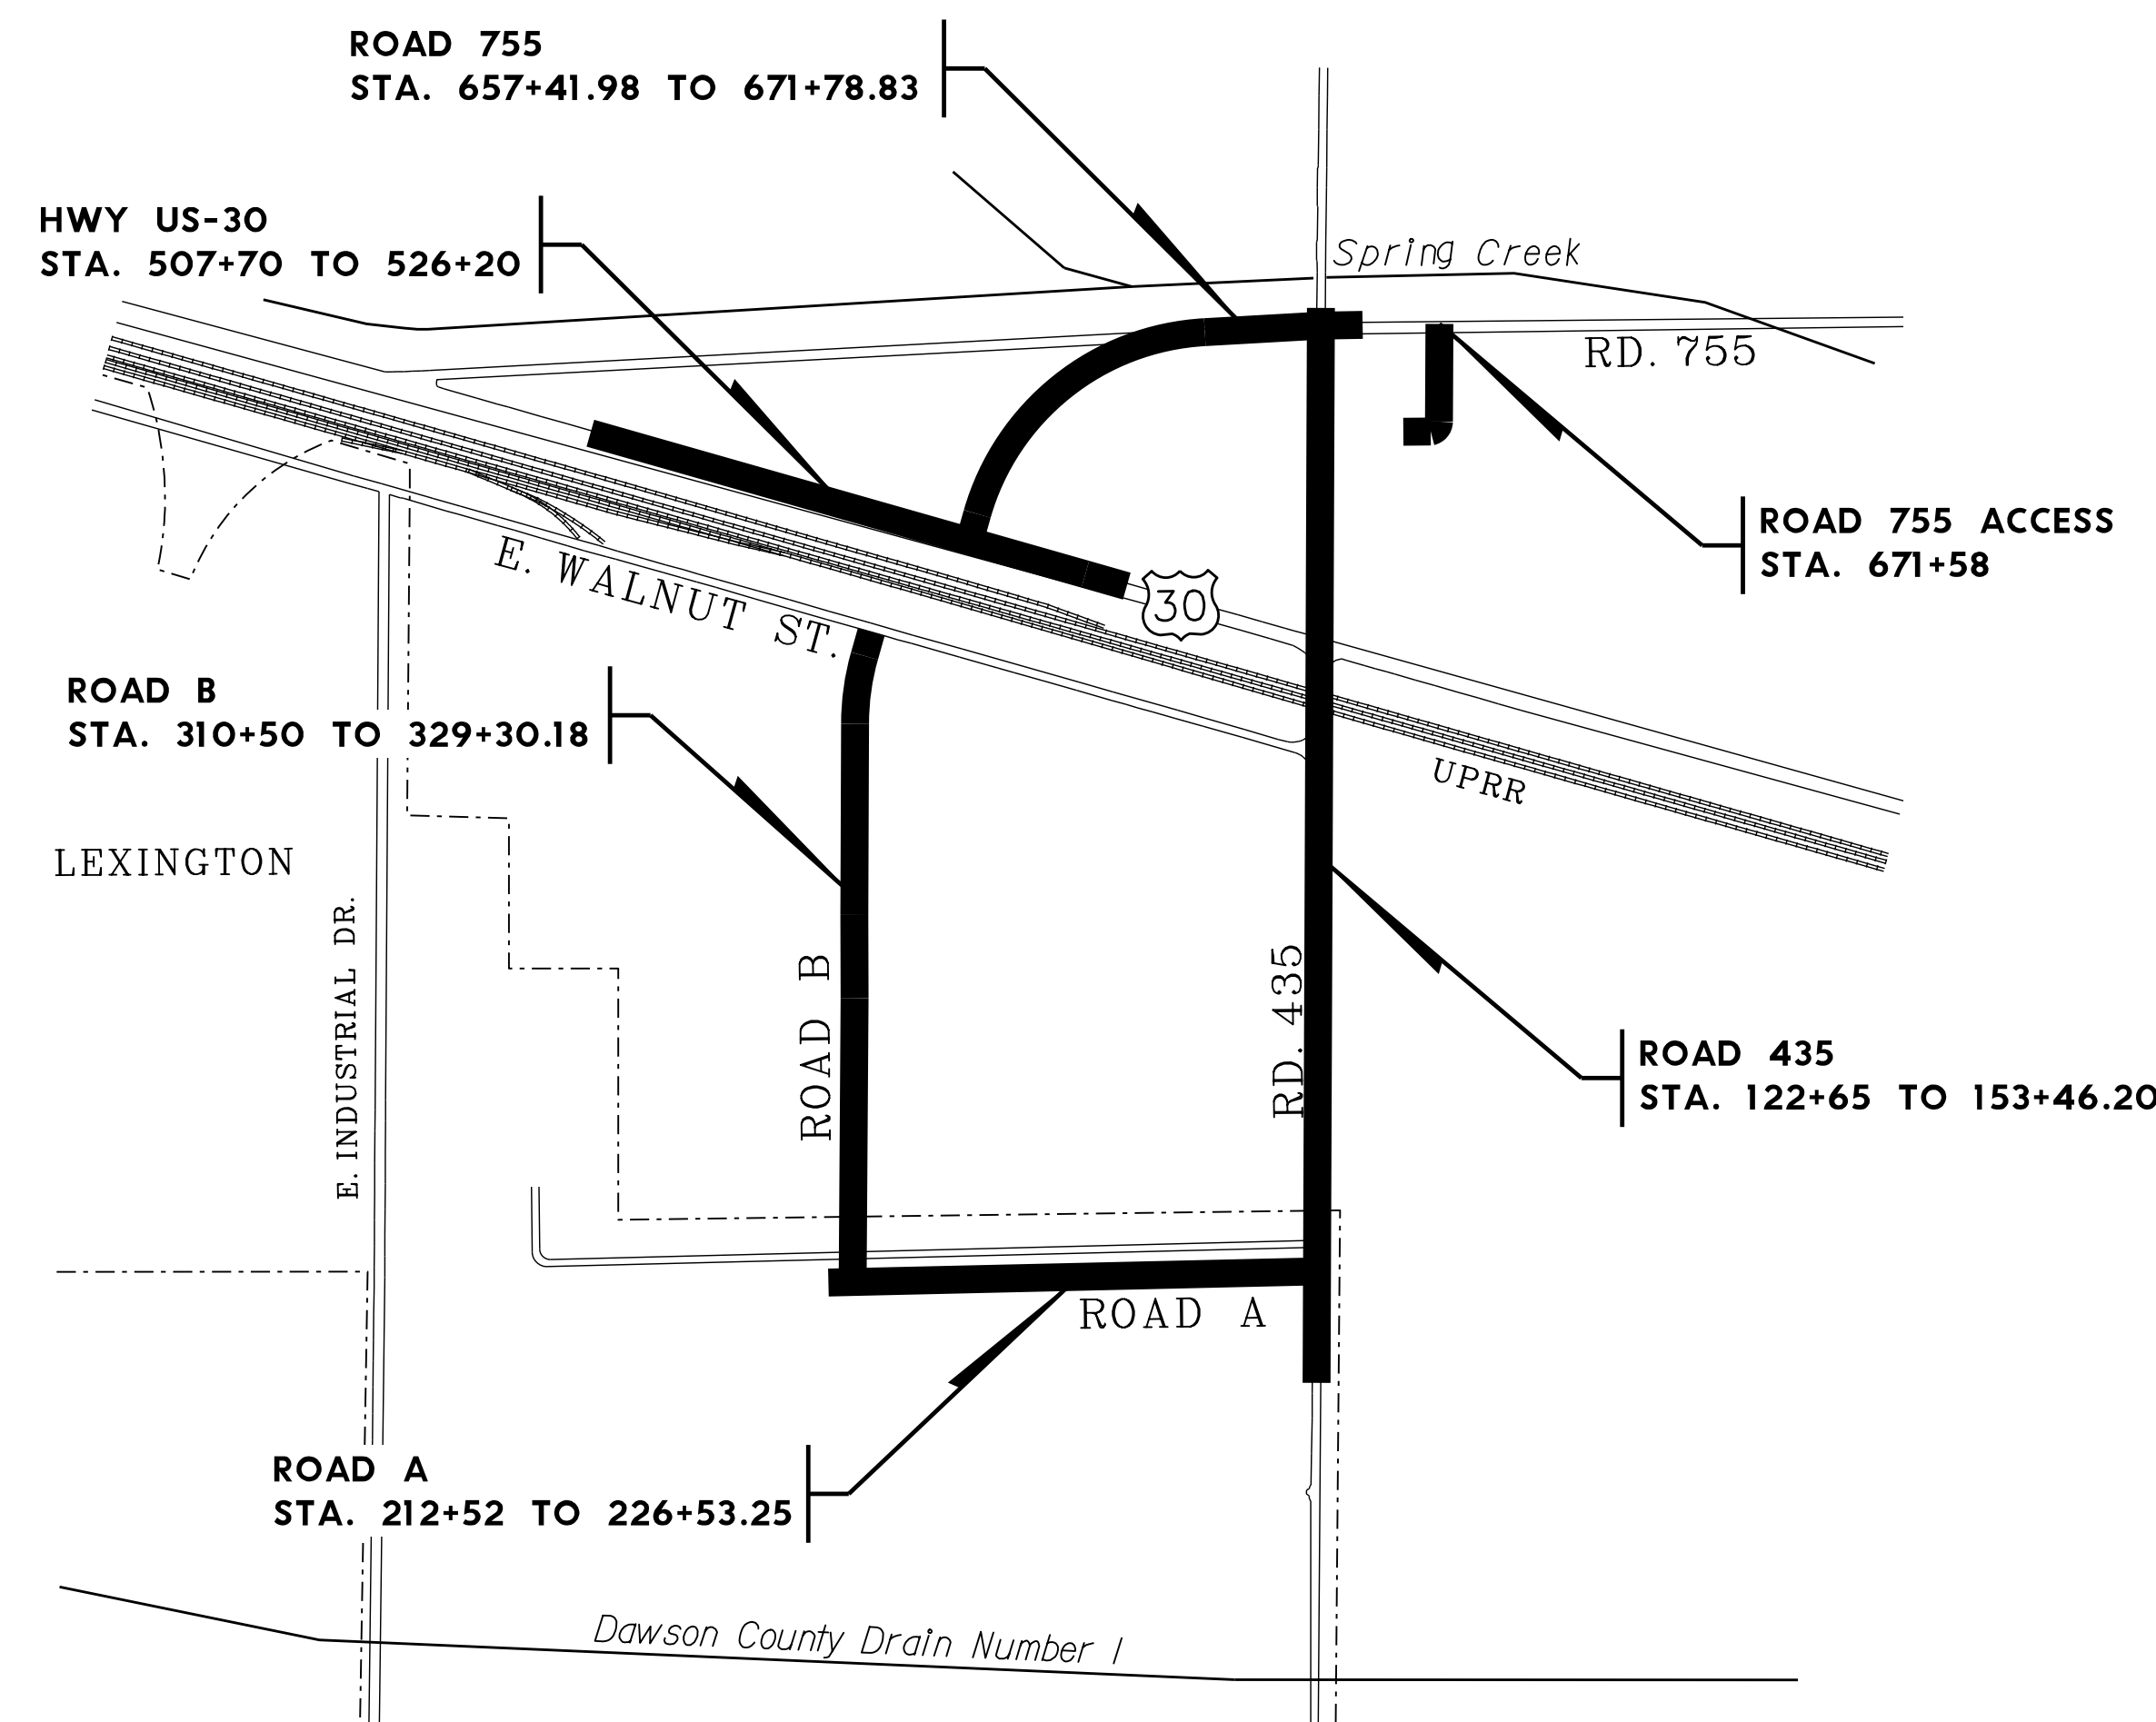 ROAD 755
STA. 657+41.98 TO 671+78.83
HWY US-30
STA. 507+70 TO 526+20
Spring Creek
RD. 755
ROAD 755 ACCESS
STA. 671+58
E. WALNUT ST.
30
ROAD B
STA. 310+50 TO 329+30.18
UPRR
LEXINGTON
E. INDUSTRIAL DR.
ROAD B
RD. 435
ROAD 435
STA. 122+65 TO 153+46.20
ROAD A
ROAD A
STA. 212+52 TO 226+53.25
Dawson County Drain Number 1